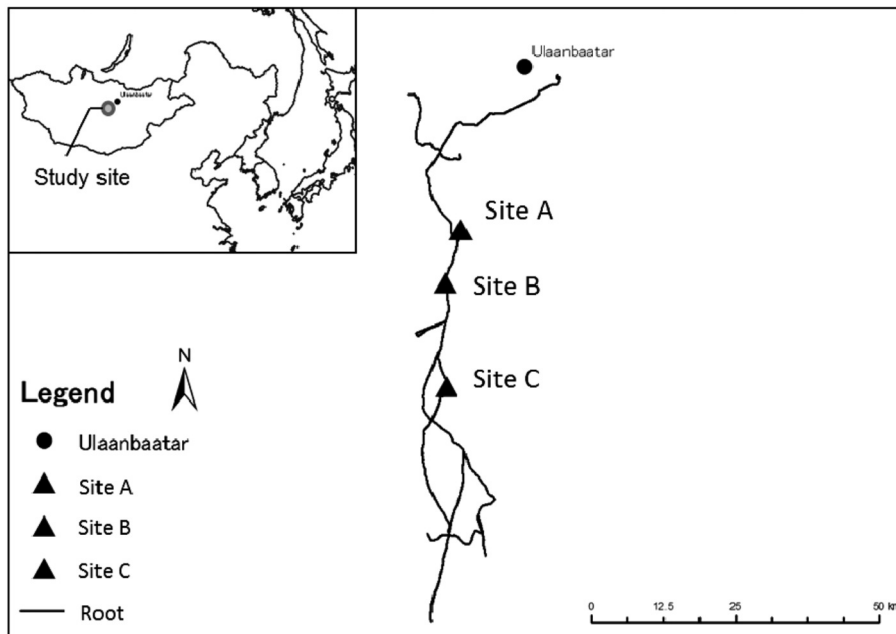 Ulaanbaatar
Ulaanbaatar
Study site
Site A
Site B
Site C
N
Legend
Ulaanbaatar
Site A
Site B
Site C
Root
0 12.5 25 50 km